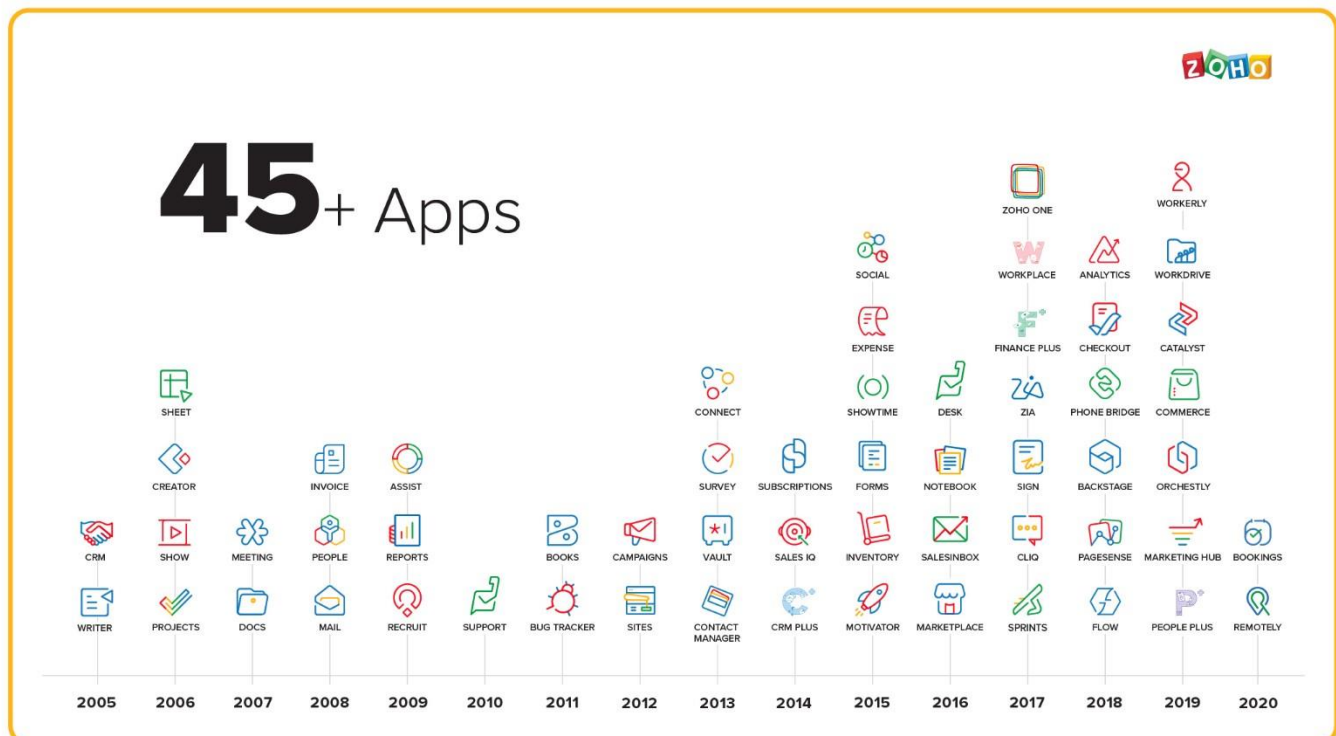 ZOHO
45+ Apps
ZOHO ONE
WORKERLY
SOCIAL
WORKPLACE
ANALYTICS
WORKDRIVE
EXPENSE
FINANCE PLUS
CHECKOUT
CATALYST
SHEET
CONNECT
SHOWTIME
DESK
ZIA
PHONE BRIDGE
COMMERCE
CREATOR
INVOICE
ASSIST
SURVEY
SUBSCRIPTIONS
FORMS
NOTEBOOK
SIGN
BACKSTAGE
ORCHESTLY
CRM
SHOW
MEETING
PEOPLE
REPORTS
BOOKS
CAMPAIGNS
VAULT
SALES IQ
INVENTORY
SALESINBOX
CLIQ
PAGESENSE
MARKETING HUB
BOOKINGS
WRITER
PROJECTS
DOCS
MAIL
RECRUIT
SUPPORT
BUG TRACKER
SITES
CONTACT
MANAGER
CRM PLUS
MOTIVATOR
MARKETPLACE
SPRINTS
FLOW
PEOPLE PLUS
REMOTELY
2005 2006 2007 2008 2009 2010 2011 2012 2013 2014 2015 2016 2017 2018 2019 2020